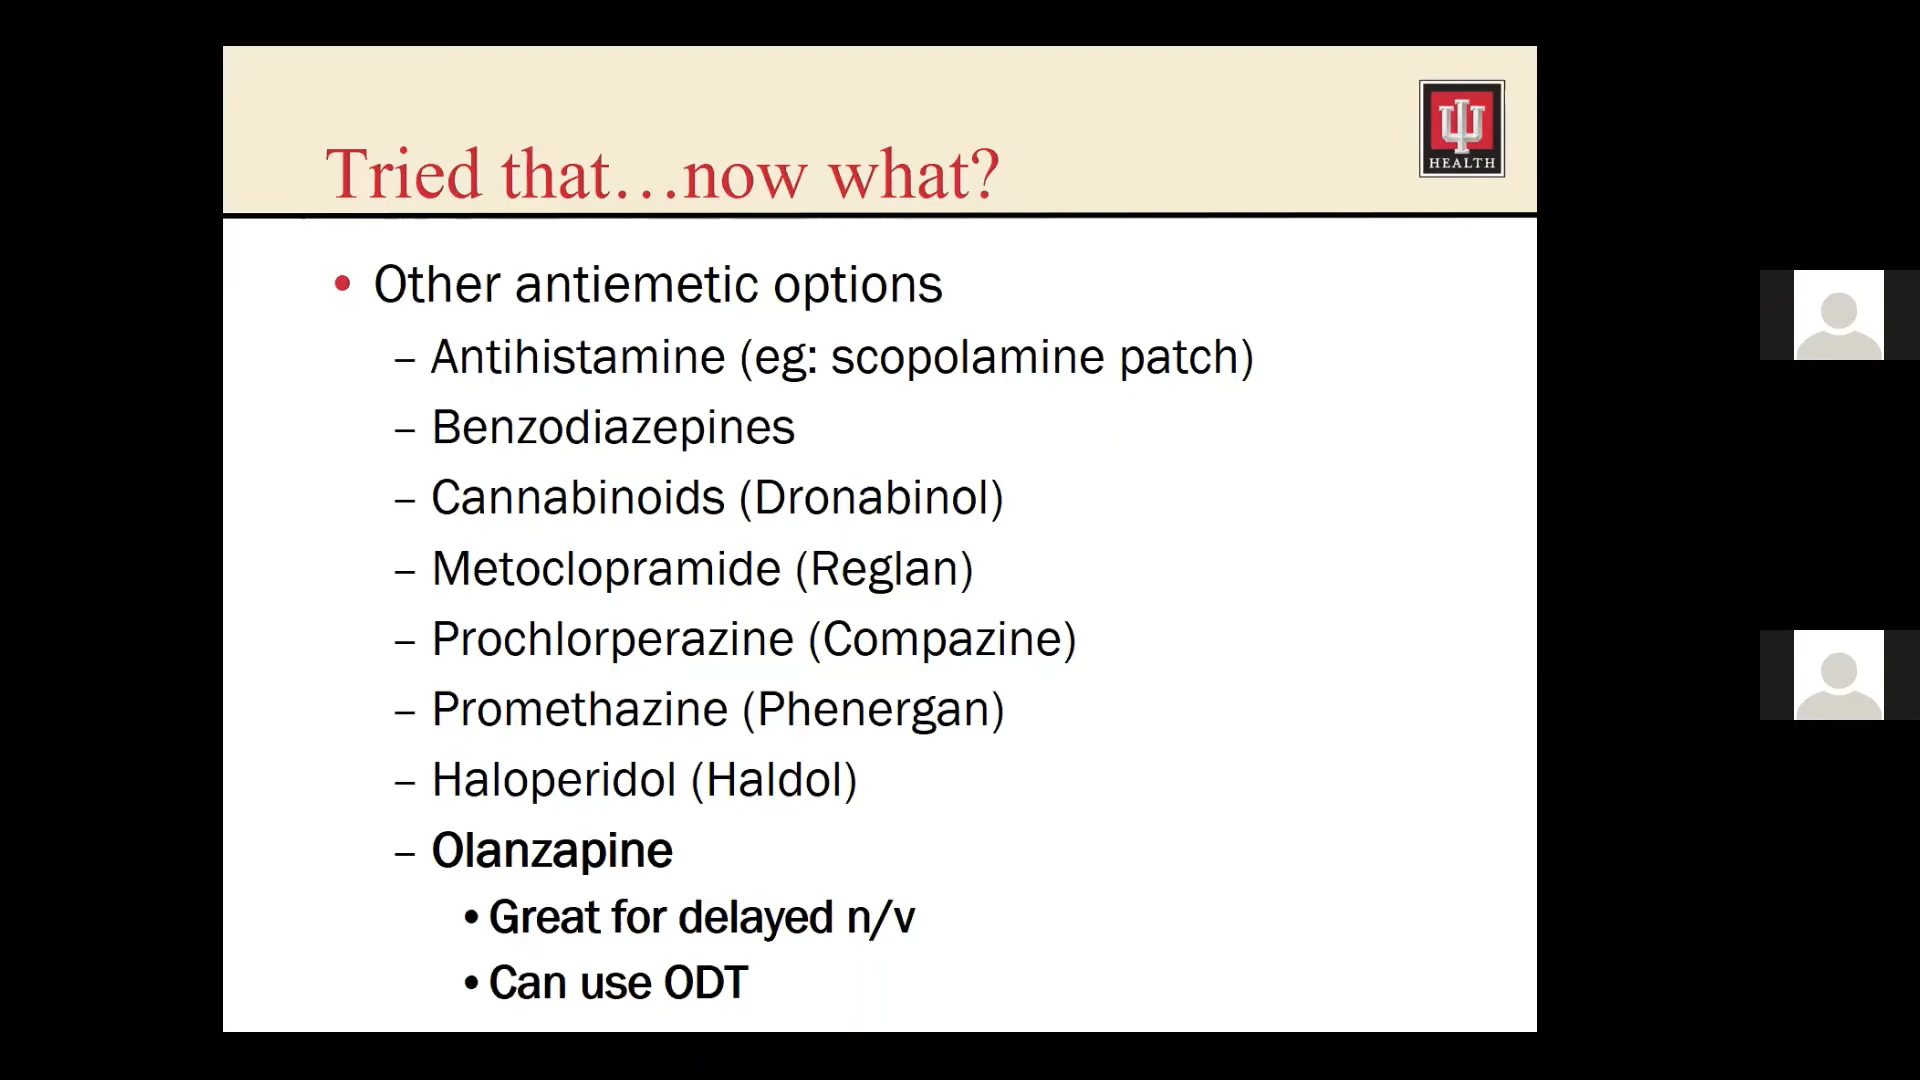 HEALTH
Tried that...now what?
• Other antiemetic options
– Antihistamine (eg: scopolamine patch)
– Benzodiazepines
– Cannabinoids (Dronabinol)
– Metoclopramide (Reglan)
– Prochlorperazine (Compazine)
– Promethazine (Phenergan)
– Haloperidol (Haldol)
– Olanzapine
• Great for delayed n/v
• Can use ODT